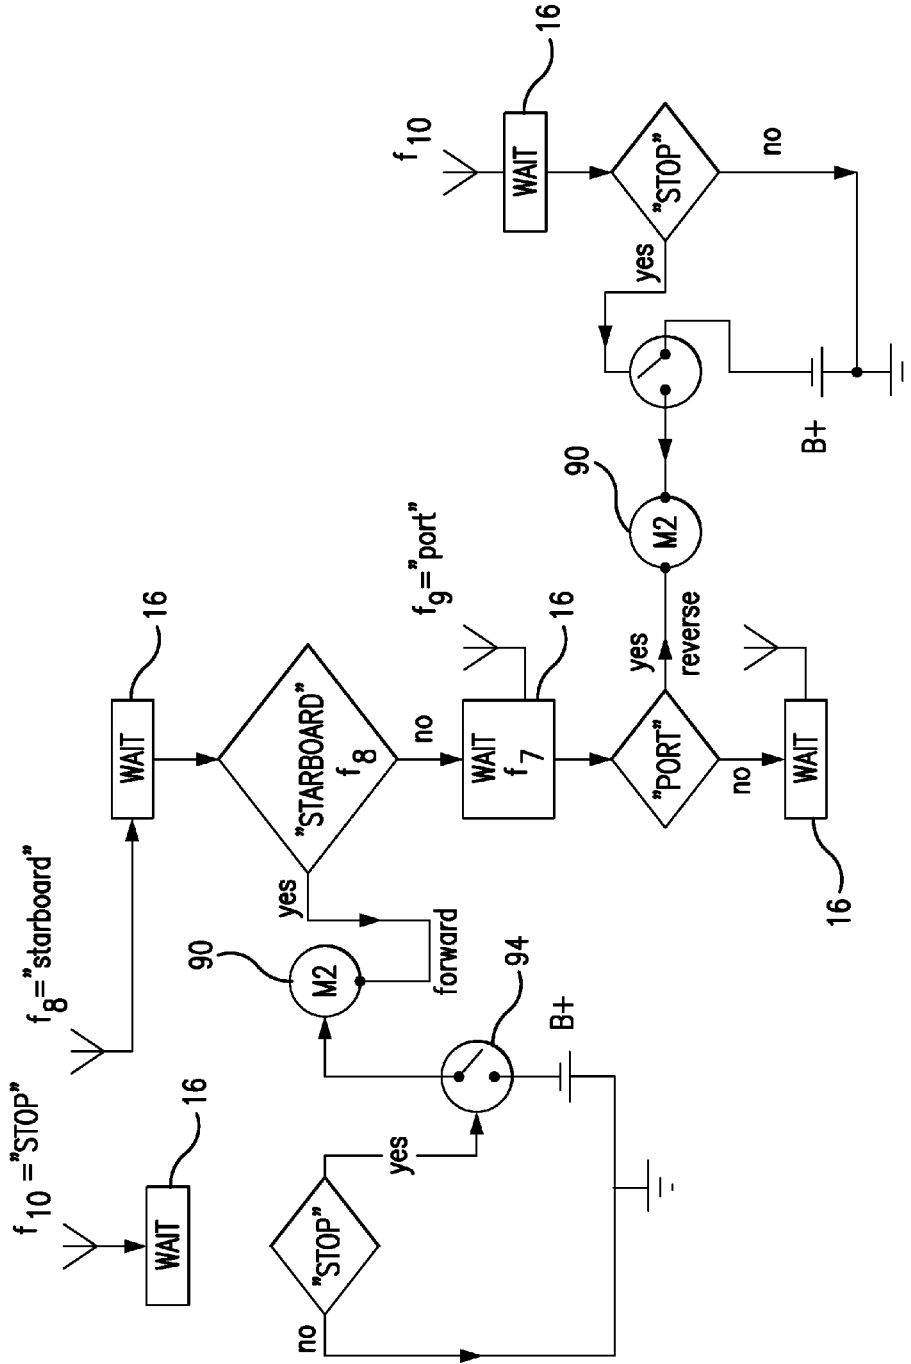 f10 ="STOP"
16
WAIT
"STOP"
no
yes
f8="starboard"
16
WAIT
"STARBOARD"
f8
yes
no
90
M2
forward
94
B+
f9="port"
16
WAIT
f7
"PORT"
yes
reverse
no
WAIT
16
90
M2
f10
16
WAIT
"STOP"
yes
no
B+